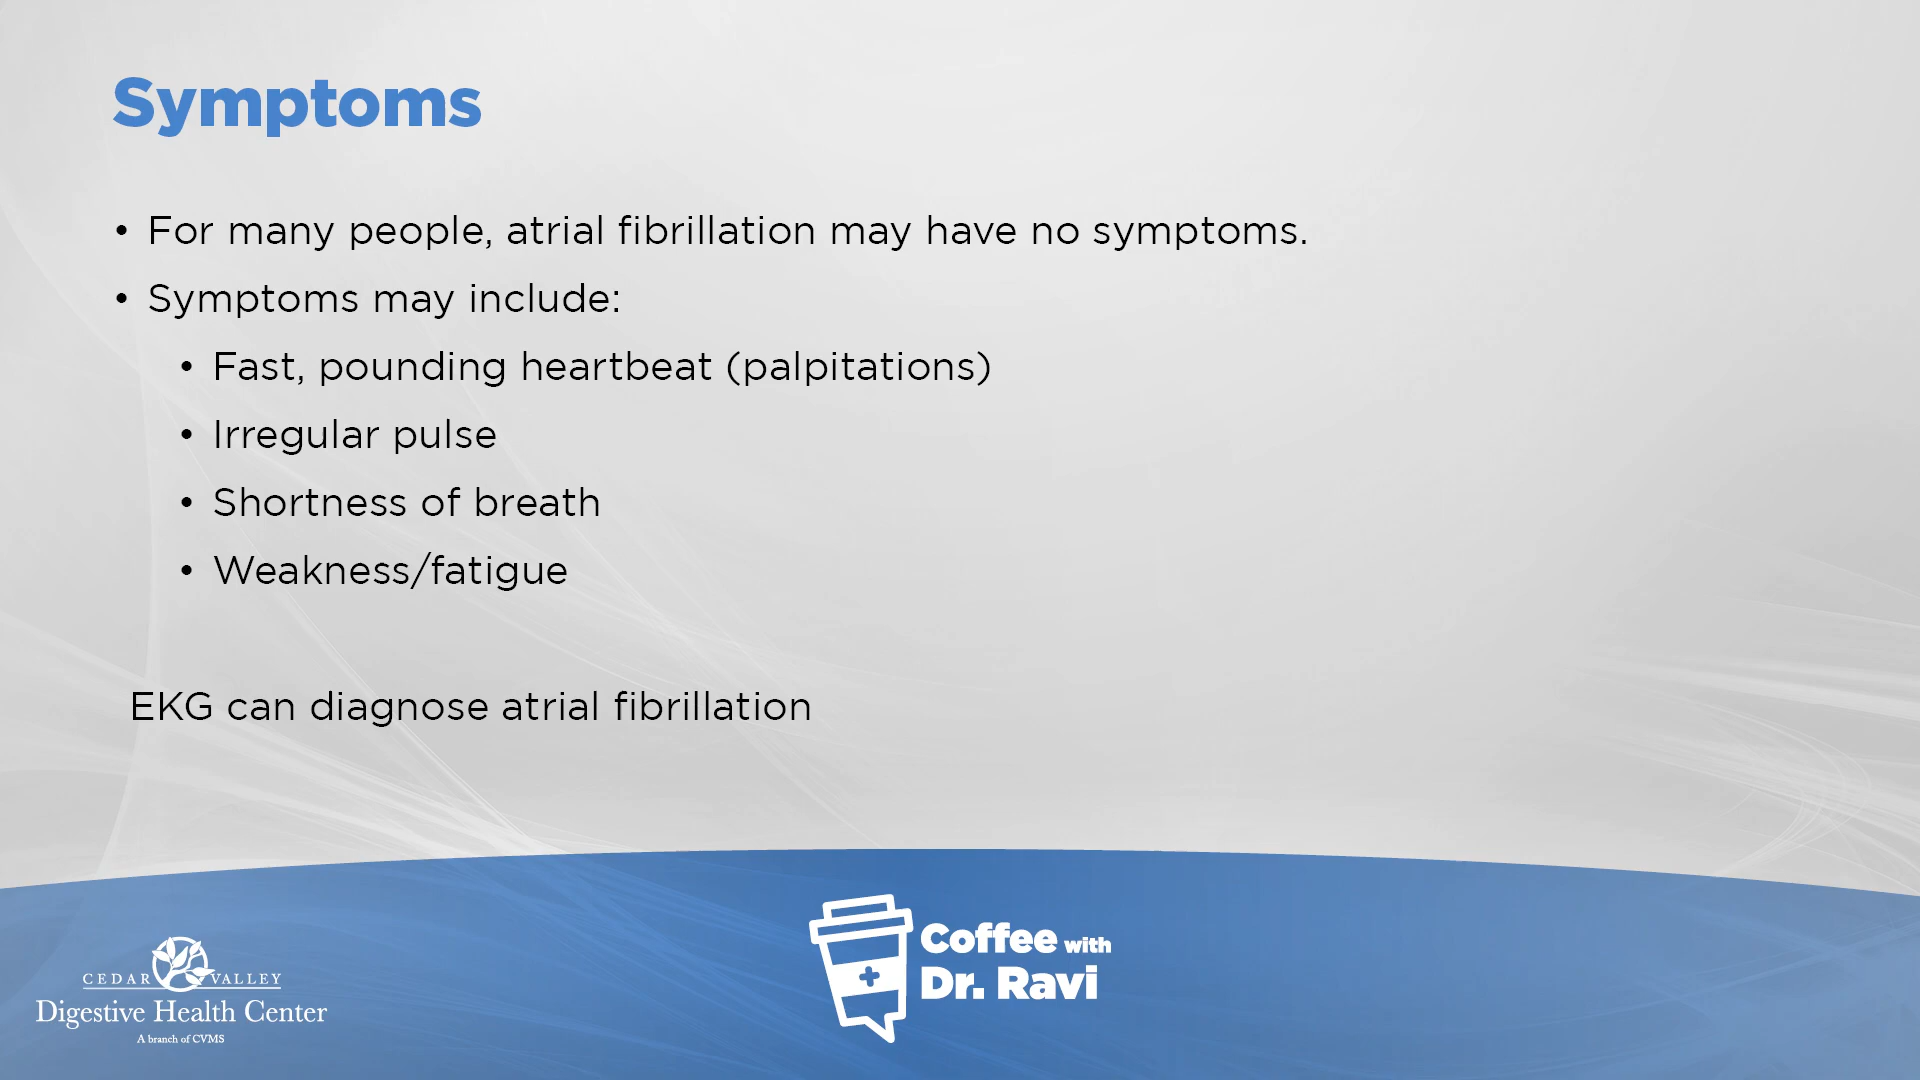 Symptoms
• For many people, atrial fibrillation may have no symptoms.
• Symptoms may include:
• Fast, pounding heartbeat (palpitations)
• Irregular pulse
• Shortness of breath
• Weakness/fatigue
EKG can diagnose atrial fibrillation
CEDAR VALLEY
Digestive Health Center
A branch of CVMS
Coffee with
Dr. Ravi